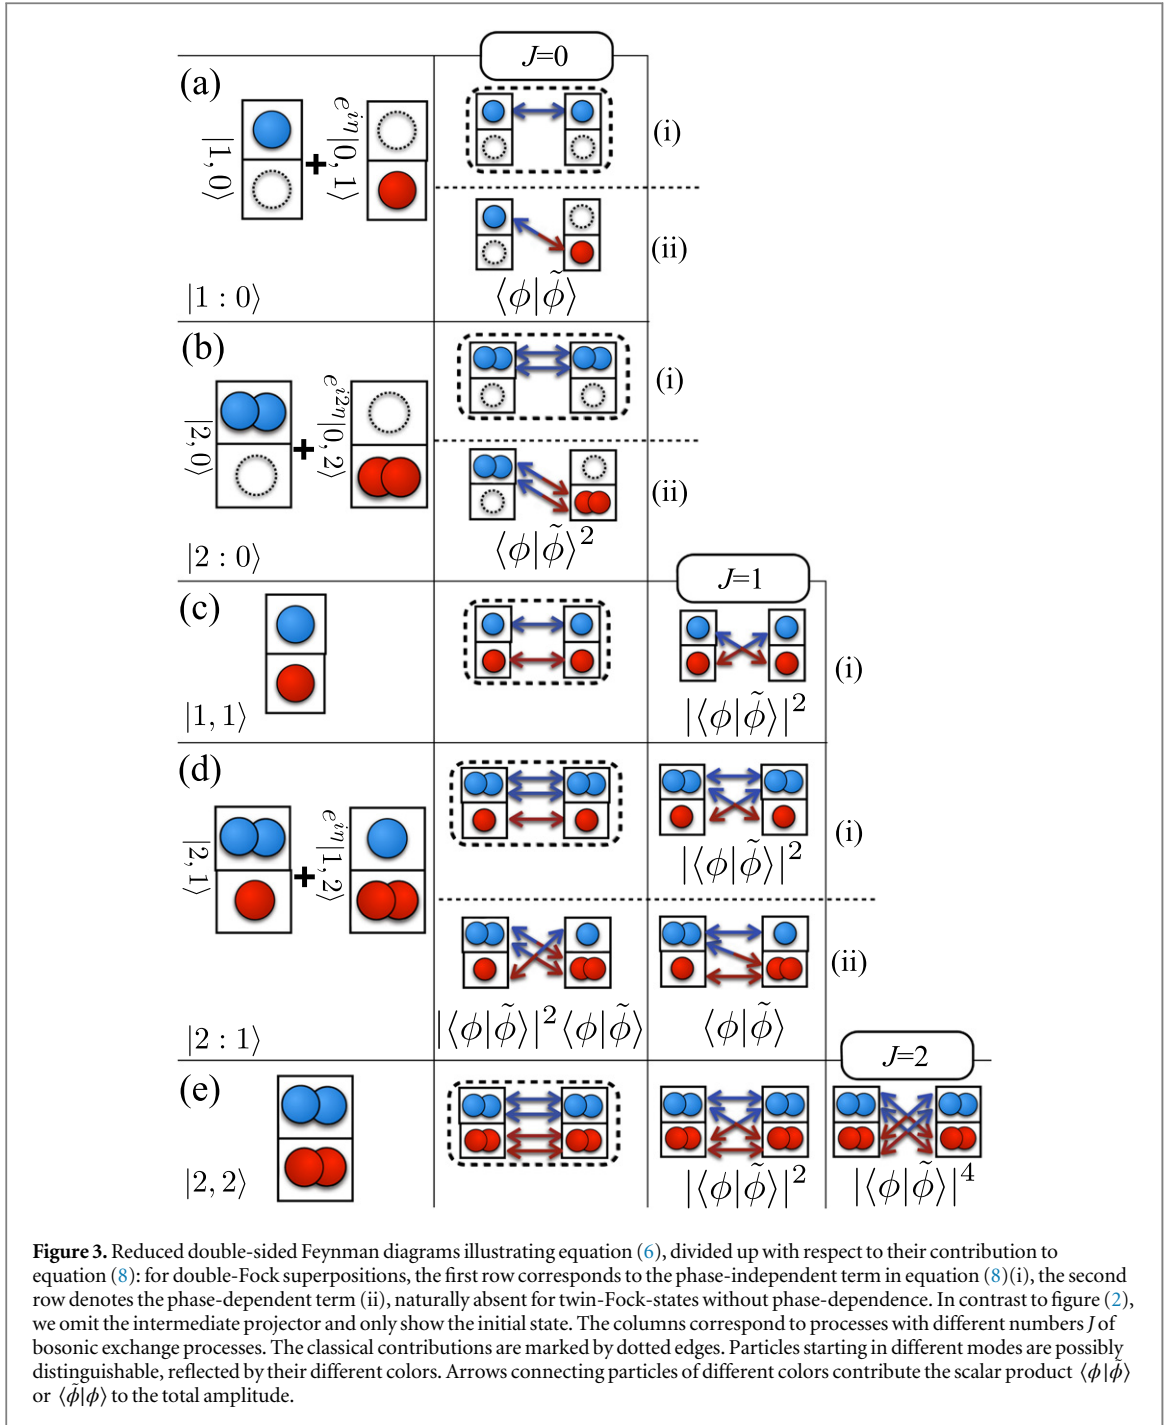 J=0
(a)
|1, 0⟩
+
e^{iη}|0, 1⟩
(i)
(ii)
⟨ϕ|ϕ̃⟩
|1 : 0⟩
(b)
|2, 0⟩
+
e^{i2η}|0, 2⟩
(i)
(ii)
⟨ϕ|ϕ̃⟩²
|2 : 0⟩
J=1
(c)
(i)
|1, 1⟩
|⟨ϕ|ϕ̃⟩|²
(d)
|2, 1⟩
+
e^{iη}|1, 2⟩
(i)
|⟨ϕ|ϕ̃⟩|²
(ii)
|2 : 1⟩
|⟨ϕ|ϕ̃⟩|²⟨ϕ|ϕ̃⟩
⟨ϕ|ϕ̃⟩
J=2
(e)
|2, 2⟩
|⟨ϕ|ϕ̃⟩|²
|⟨ϕ|ϕ̃⟩|⁴
Figure 3. Reduced double-sided Feynman diagrams illustrating equation (6), divided up with respect to their contribution to
equation (8): for double-Fock superpositions, the first row corresponds to the phase-independent term in equation (8)(i), the second
row denotes the phase-dependent term (ii), naturally absent for twin-Fock-states without phase-dependence. In contrast to figure (2),
we omit the intermediate projector and only show the initial state. The columns correspond to processes with different numbers J of
bosonic exchange processes. The classical contributions are marked by dotted edges. Particles starting in different modes are possibly
distinguishable, reflected by their different colors. Arrows connecting particles of different colors contribute the scalar product ⟨ϕ|ϕ̃⟩
or ⟨ϕ̃|ϕ⟩ to the total amplitude.